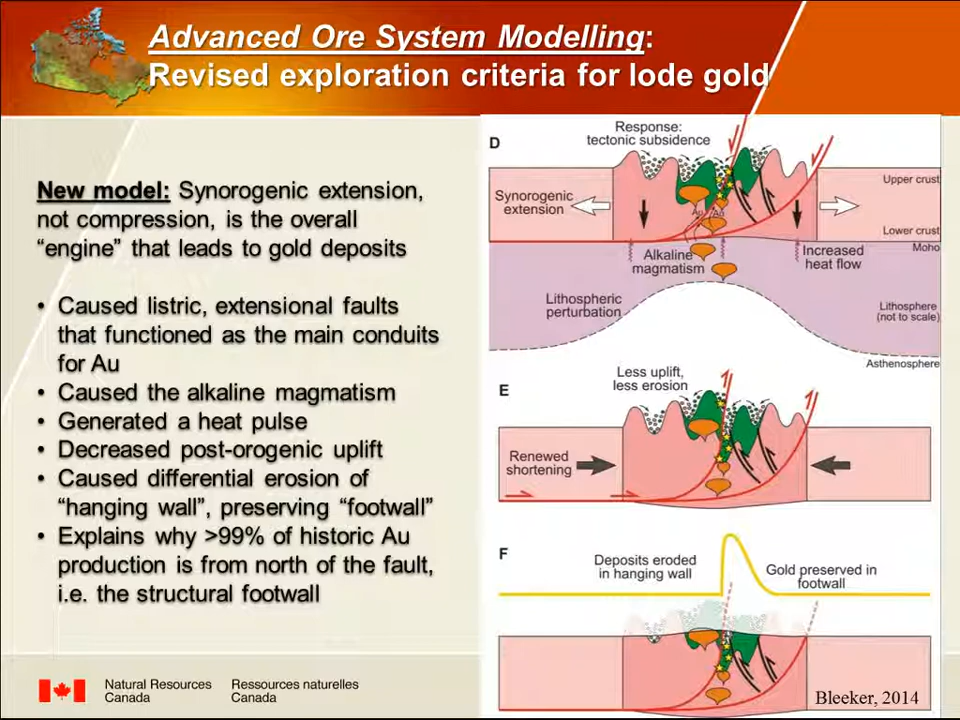 Advanced Ore System Modelling:
Revised exploration criteria for lode gold
New model: Synorogenic extension,
not compression, is the overall
“engine” that leads to gold deposits
• Caused listric, extensional faults
that functioned as the main conduits
for Au
• Caused the alkaline magmatism
• Generated a heat pulse
• Decreased post-orogenic uplift
• Caused differential erosion of
“hanging wall”, preserving “footwall”
• Explains why >99% of historic Au
production is from north of the fault,
i.e. the structural footwall
D
Response:
tectonic subsidence
Synorogenic
extension
Upper crust
Lower crust
Moho
Au
Au
Alkaline
magmatism
Increased
heat flow
Lithospheric
perturbation
Lithosphere
(not to scale)
Asthenosphere
E
Less uplift,
less erosion
Renewed
shortening
F
Deposits eroded
in hanging wall
Gold preserved in
footwall
Bleeker, 2014
Natural Resources
Canada
Ressources naturelles
Canada